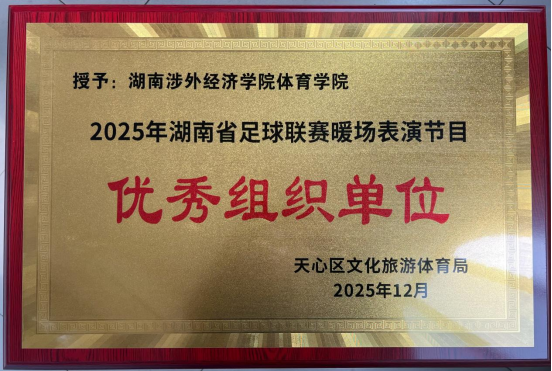 授予：湖南涉外经济学院体育学院
2025年湖南省足球联赛暖场表演节目
优秀组织单位
天心区文化旅游体育局
2025年12月